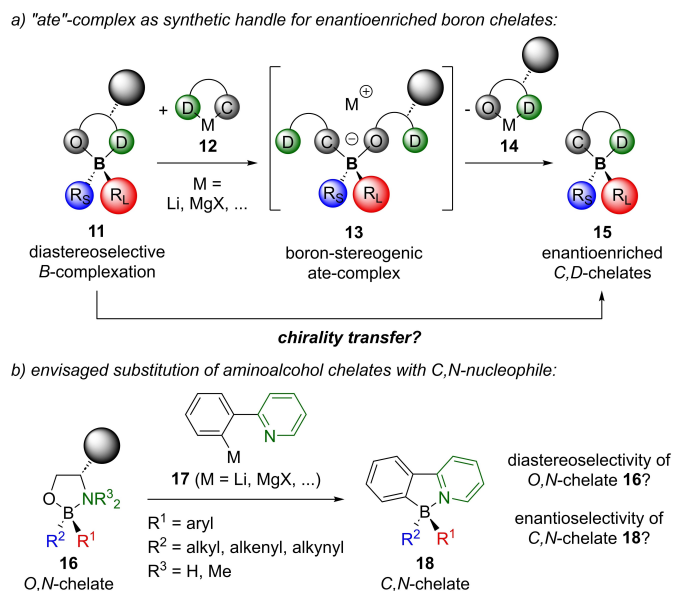 a) "ate"-complex as synthetic handle for enantioenriched boron chelates:
O D B RS RL
+ D C M
12
M =
Li, MgX, ...
M⊕
D C ⊖ O D B RS RL
- O D M
14
C D B RS RL
11
diastereoselective
B-complexation
13
boron-stereogenic
ate-complex
15
enantioenriched
C,D-chelates
chirality transfer?
b) envisaged substitution of aminoalcohol chelates with C,N-nucleophile:
N
M
17 (M = Li, MgX, ...)
R1 = aryl
R2 = alkyl, alkenyl, alkynyl
R3 = H, Me
O NR32
B
R2 R1
16
O,N-chelate
N
B
R2 R1
18
C,N-chelate
diastereoselectivity of
O,N-chelate 16?
enantioselectivity of
C,N-chelate 18?